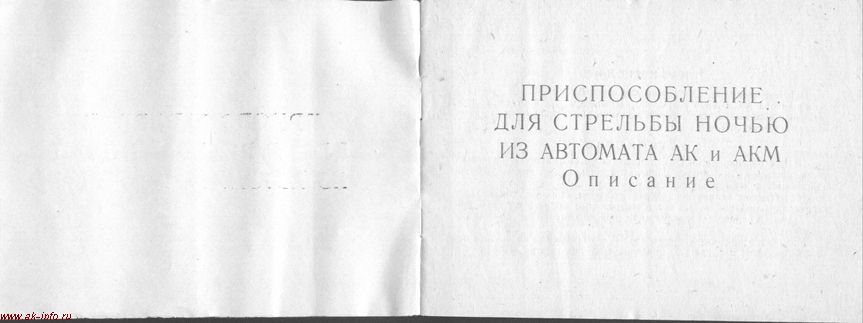 ПРИСПОСОБЛЕНИЕ
ДЛЯ СТРЕЛЬБЫ НОЧЬЮ
ИЗ АВТОМАТА АК и АКМ
Описание
www.ak-info.ru